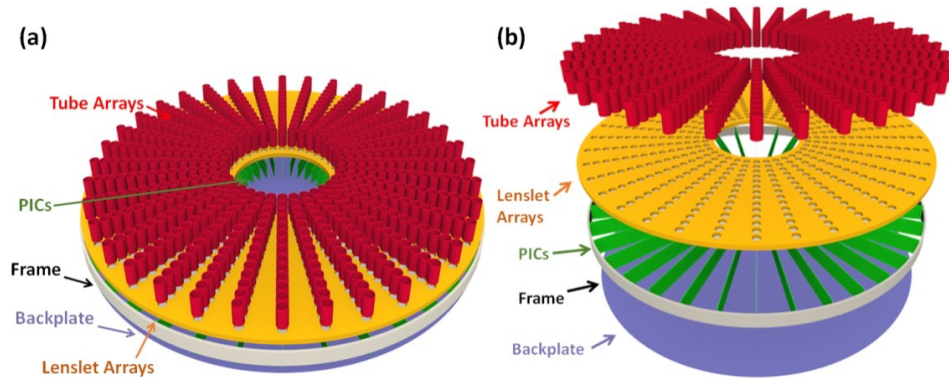 (a)
Tube Arrays
PICs
Frame
Backplate
Lenslet Arrays
(b)
Tube Arrays
Lenslet
Arrays
PICs
Frame
Backplate